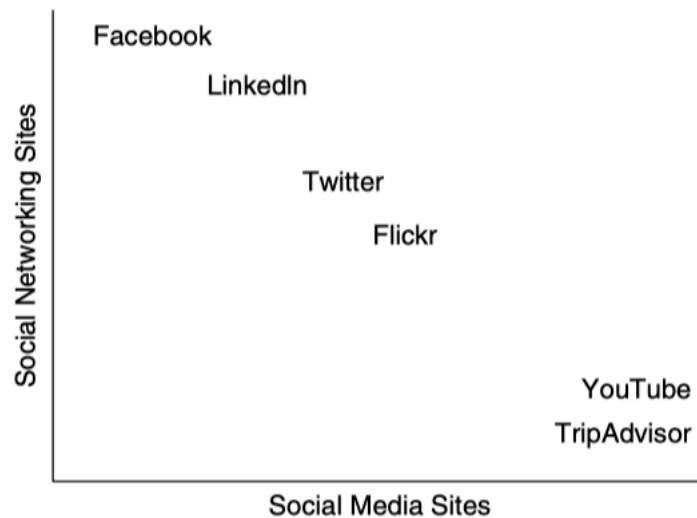 Facebook
LinkedIn
Twitter
Flickr
YouTube
TripAdvisor
Social Networking Sites
Social Media Sites